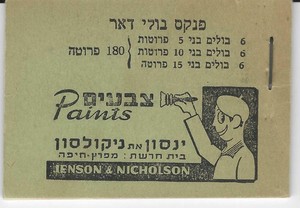 פנקס בולי דאר
6 בולים בני 5 פרוטות
6 בולים בני 10 פרוטות
6 בולים בני 15 פרוטה
180 פרוטה
צבעים
Paints
ינסון את ניקולסון
בית חרשת: מפרץ-חיפה
JENSON & NICHOLSON